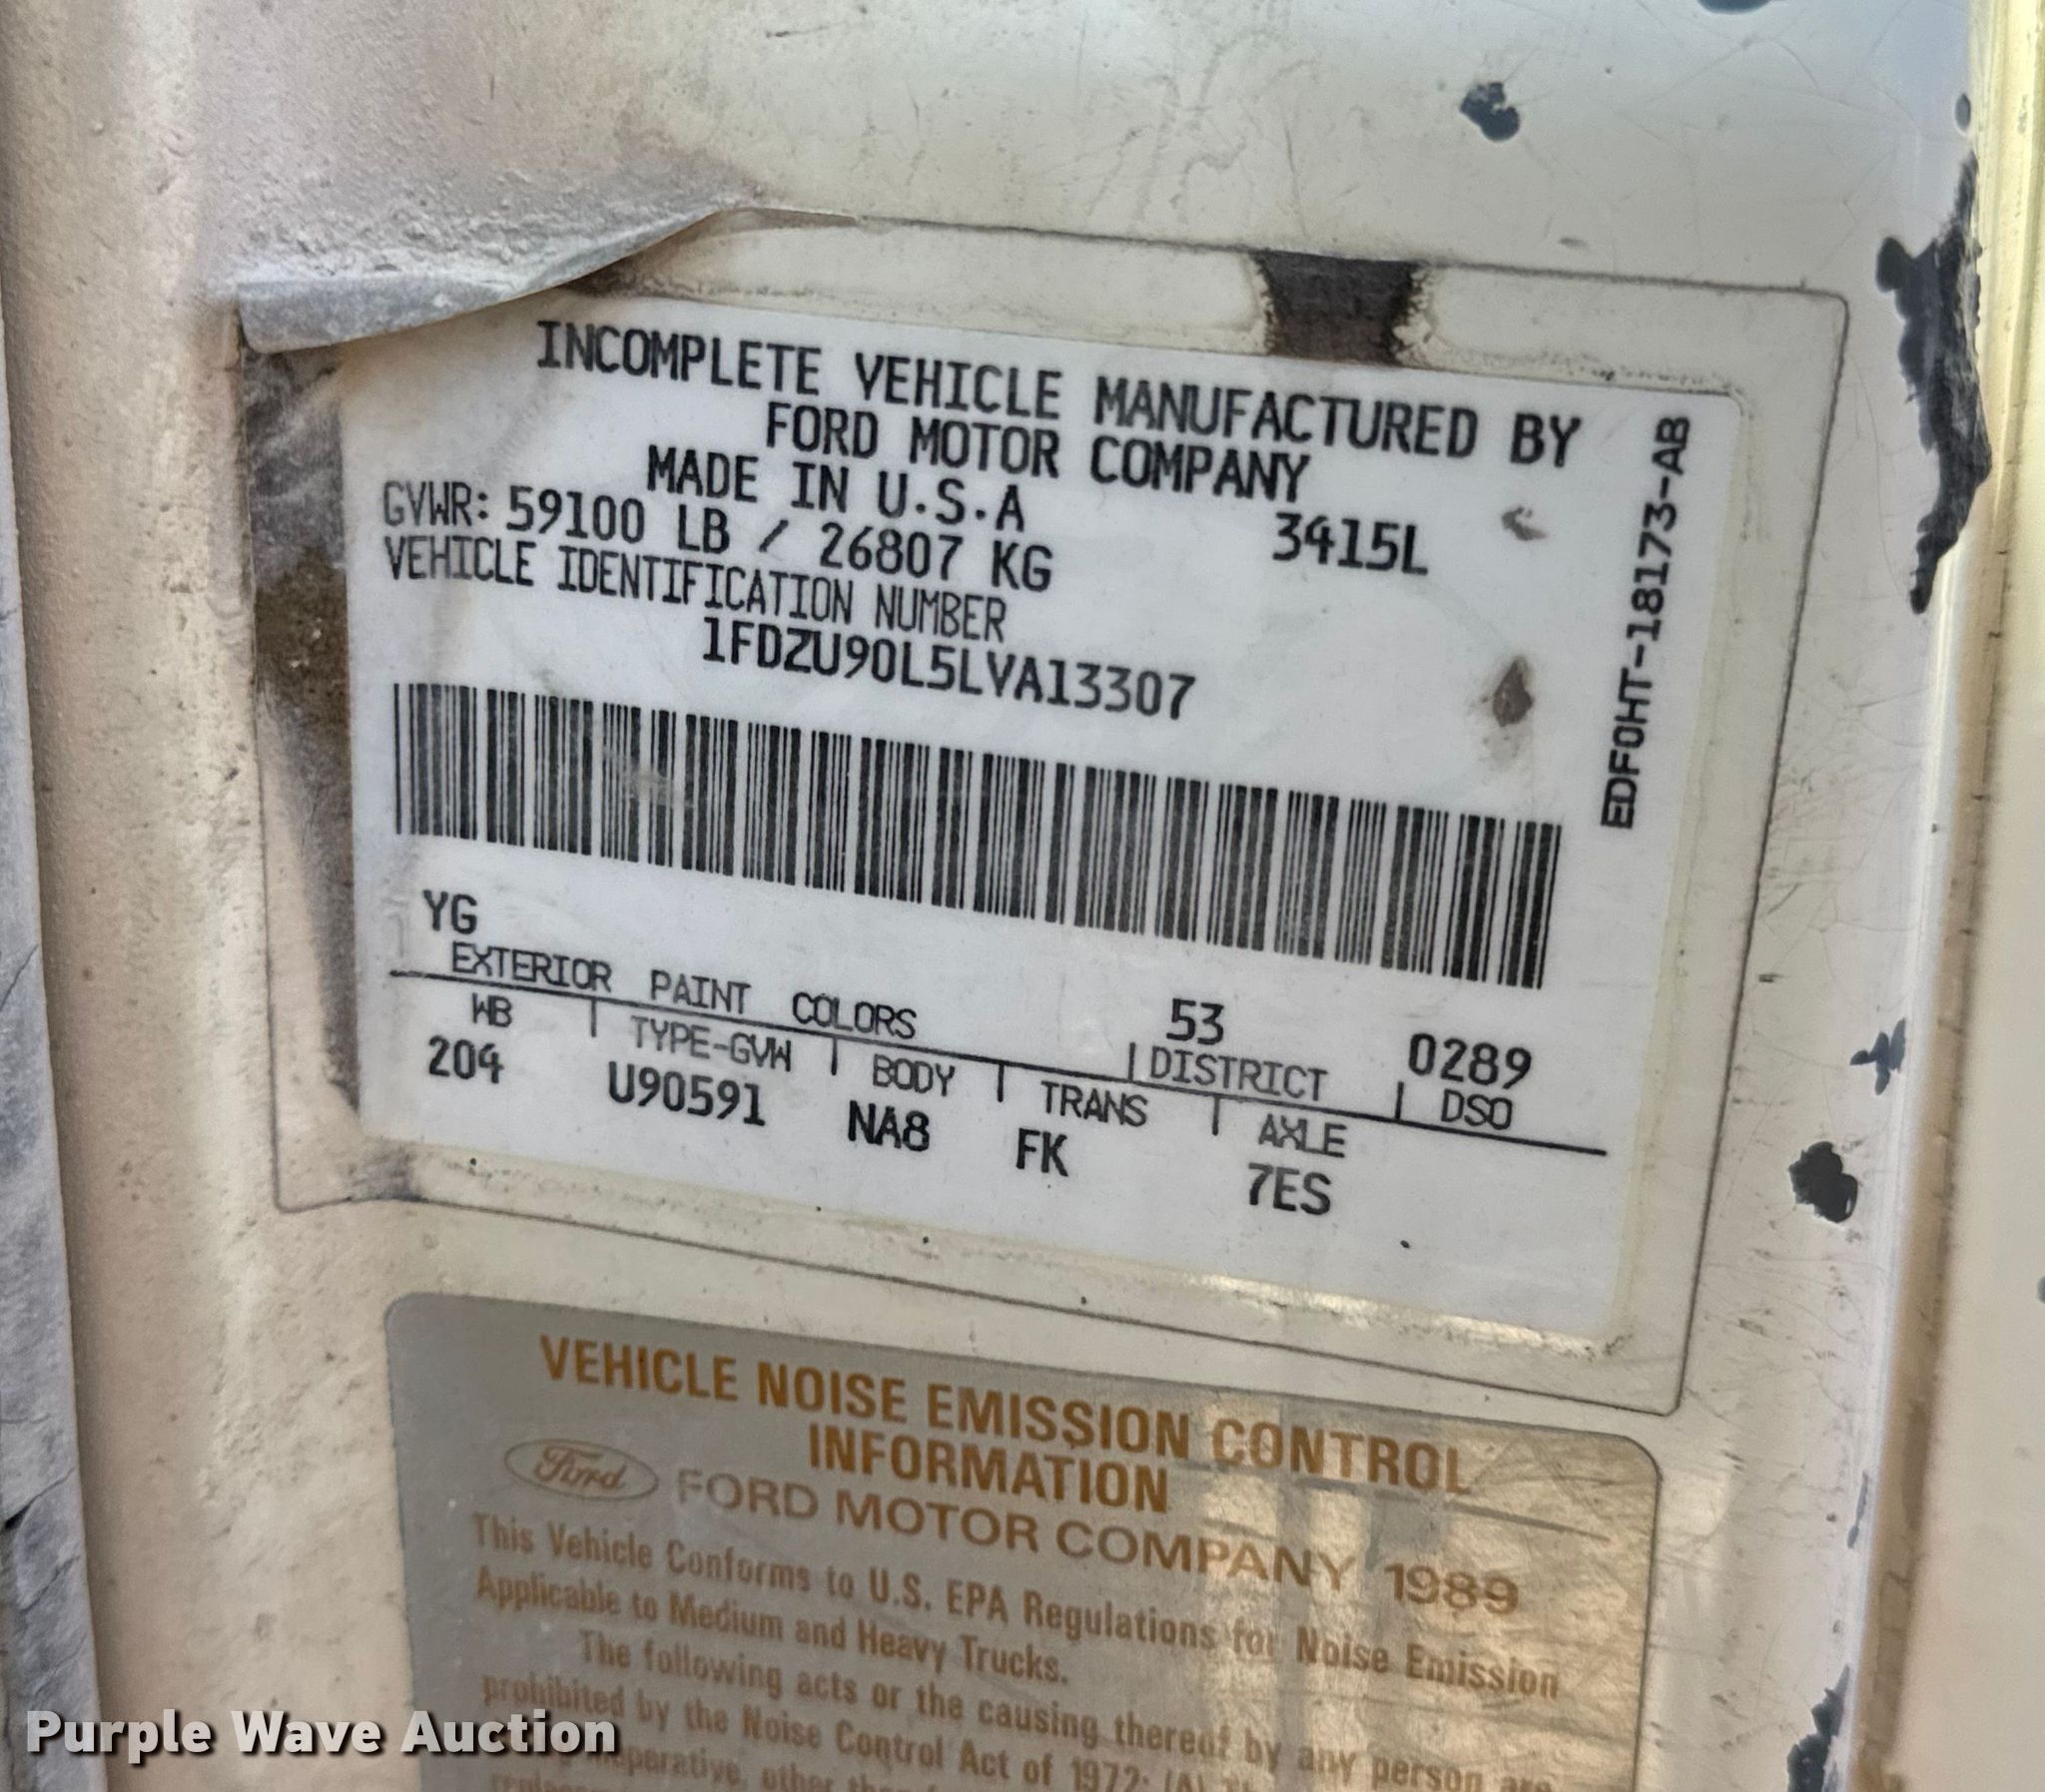 INCOMPLETE VEHICLE MANUFACTURED BY
FORD MOTOR COMPANY
MADE IN U.S.A
GVWR: 59100 LB / 26807 KG 3415L
VEHICLE IDENTIFICATION NUMBER
1FDZU90L5LVA13307
EDF0HT-18173-AB
YG 53 0289
EXTERIOR PAINT COLORS DISTRICT DSO
WB TYPE-GVW BODY TRANS AXLE
204 U90591 NA8 FK 7ES
VEHICLE NOISE EMISSION CONTROL
INFORMATION
Ford FORD MOTOR COMPANY 1989
This Vehicle Conforms to U.S. EPA Regulations for Noise Emission
Applicable to Medium and Heavy Trucks.
The following acts or the causing thereof by any person are
prohibited by the Noise Control Act of 1972: (A)
other
Purple Wave Auction